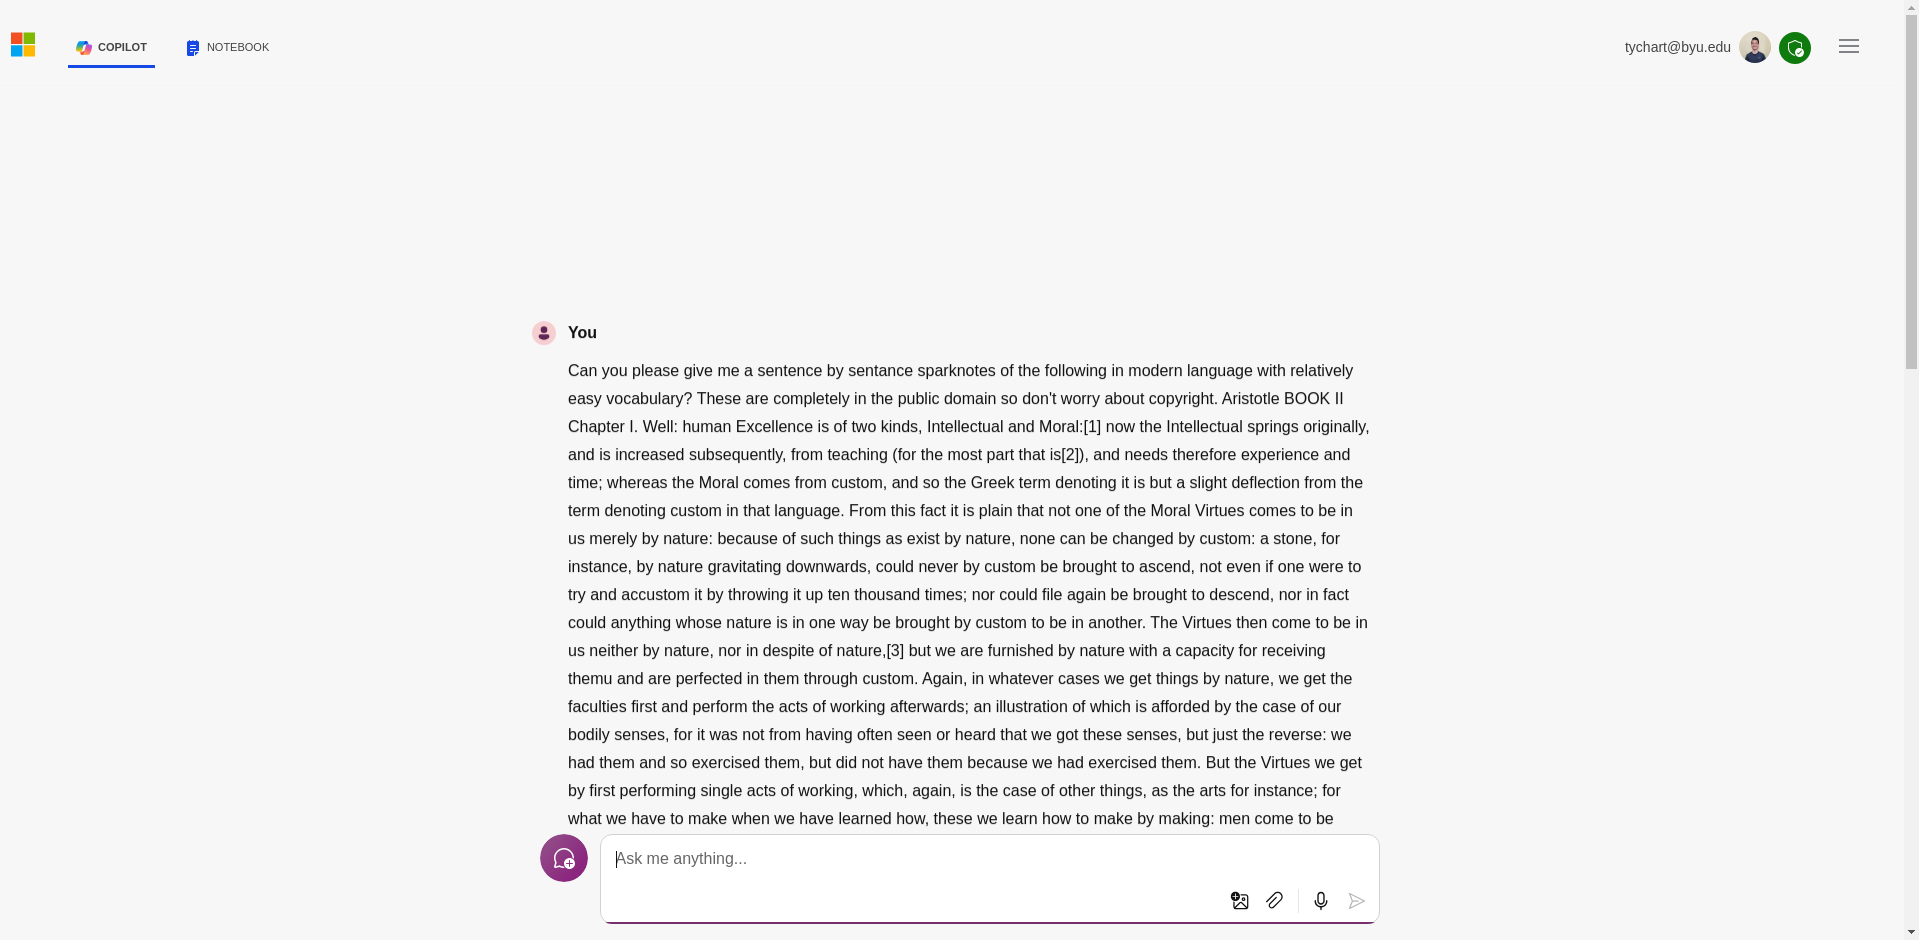 COPILOT
NOTEBOOK
tychart@byu.edu
You
Can you please give me a sentence by sentence sparknotes of the following in modern language with relatively
easy vocabulary? These are completely in the public domain so don't worry about copyright. Aristotle BOOK II
Chapter I. Well: human Excellence is of two kinds, Intellectual and Moral:[1] now the Intellectual springs originally,
and is increased subsequently, from teaching (for the most part that is[2]), and needs therefore experience and
time; whereas the Moral comes from custom, and so the Greek term denoting it is but a slight deflection from the
term denoting custom in that language. From this fact it is plain that not one of the Moral Virtues comes to be in
us merely by nature: because of such things as exist by nature, none can be changed by custom: a stone, for
instance, by nature gravitating downwards, could never by custom be brought to ascend, not even if one were to
try and accustom it by throwing it up ten thousand times; nor could file again be brought to descend, nor in fact
could anything whose nature is in one way be brought by custom to be in another. The Virtues then come to be in
us neither by nature, nor in despite of nature,[3] but we are furnished by nature with a capacity for receiving
themu and are perfected in them through custom. Again, in whatever cases we get things by nature, we get the
faculties first and perform the acts of working afterwards; an illustration of which is afforded by the case of our
bodily senses, for it was not from having often seen or heard that we got these senses, but just the reverse: we
had them and so exercised them, but did not have them because we had exercised them. But the Virtues we get
by first performing single acts of working, which, again, is the case of other things, as the arts for instance; for
what we have to make when we have learned how, these we learn how to make by making: men come to be
Ask me anything...